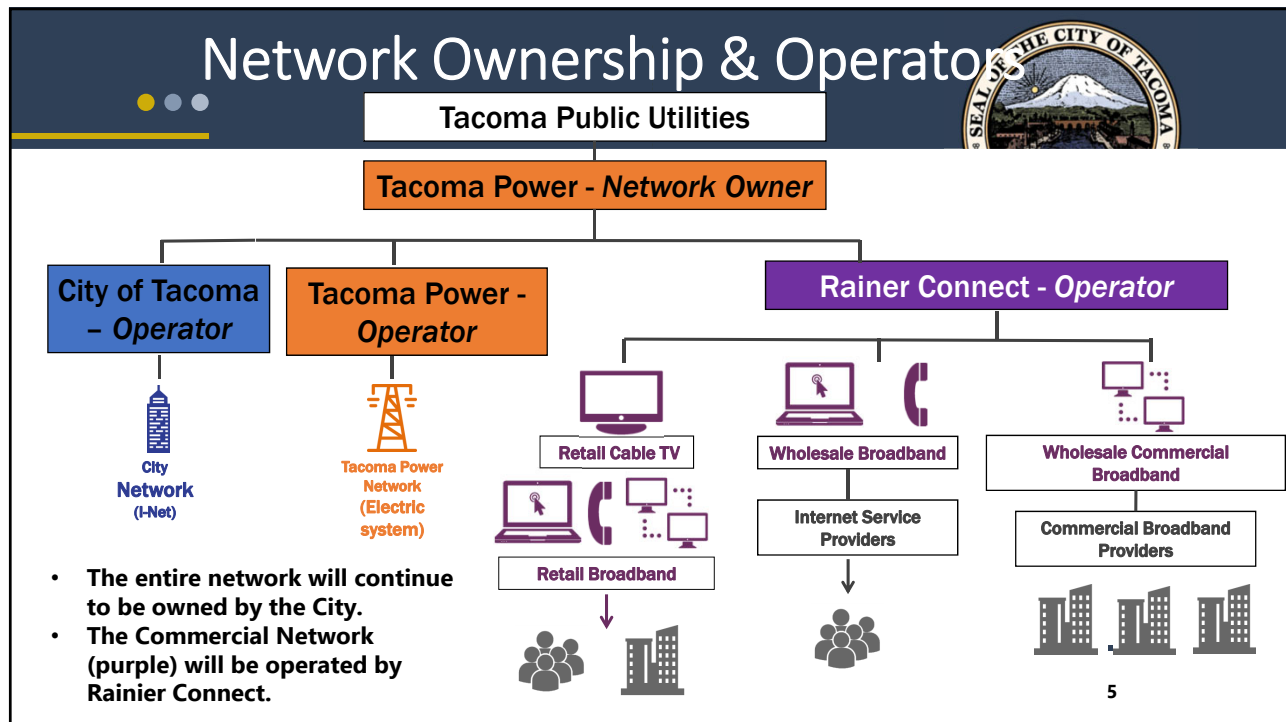 Network Ownership & Operators
SEAL OF THE CITY OF TACOMA
Tacoma Public Utilities
Tacoma Power - Network Owner
City of Tacoma
– Operator
Tacoma Power -
Operator
Rainer Connect - Operator
City
Network
(I-Net)
Tacoma Power
Network
(Electric
system)
Retail Cable TV
Retail Broadband
Wholesale Broadband
Internet Service
Providers
Wholesale Commercial
Broadband
Commercial Broadband
Providers
• The entire network will continue
to be owned by the City.
• The Commercial Network
(purple) will be operated by
Rainier Connect.
5